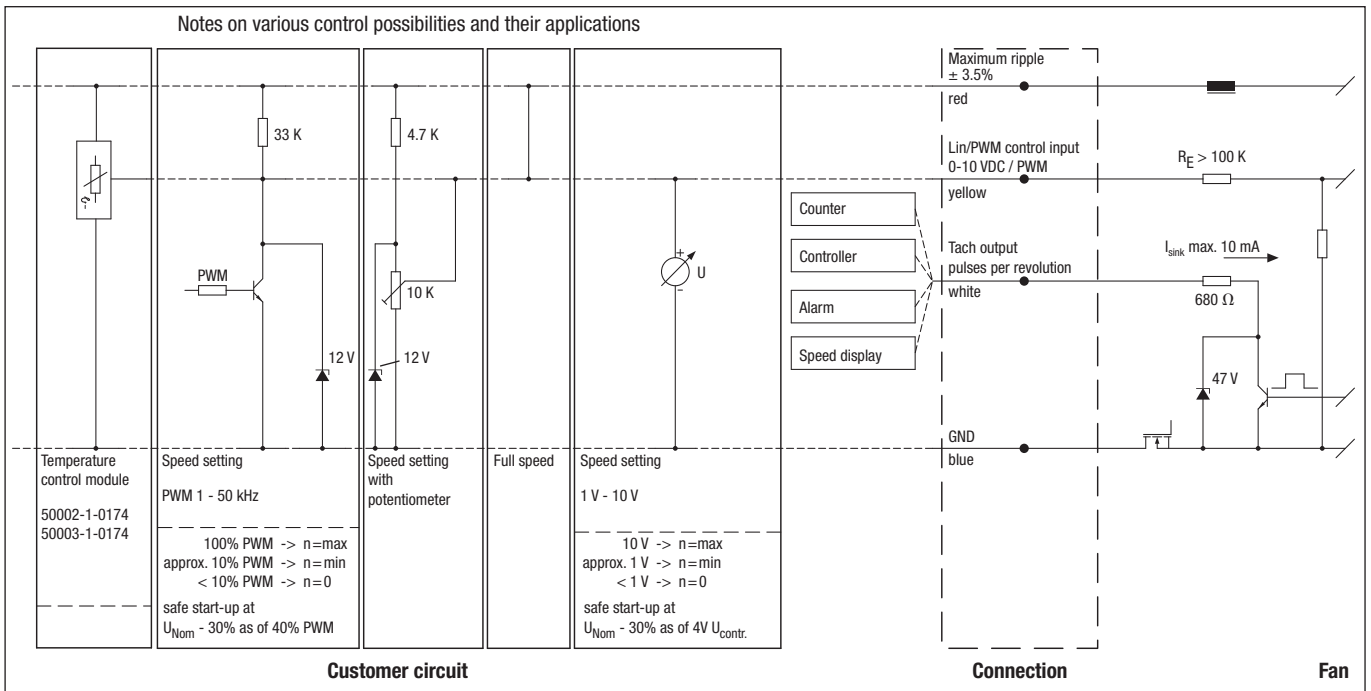 Notes on various control possibilities and their applications
Maximum ripple
± 3.5%
red
33 K
4.7 K
Lin/PWM control input
0-10 VDC / PWM
yellow
R_E > 100 K
Counter
Controller
Alarm
Speed display
Tach output
pulses per revolution
white
I_sink max. 10 mA
680 Ω
PWM
10 K
+
U
−
12 V
12 V
47 V
GND
blue
Temperature
control module
50002-1-0174
50003-1-0174
Speed setting
PWM 1 - 50 kHz
100% PWM -> n=max
approx. 10% PWM -> n=min
< 10% PWM -> n=0
safe start-up at
U_Nom - 30% as of 40% PWM
Speed setting
with
potentiometer
Full speed
Speed setting
1 V - 10 V
10 V -> n=max
approx. 1 V -> n=min
< 1 V -> n=0
safe start-up at
U_Nom - 30% as of 4V U_contr.
Customer circuit
Connection
Fan